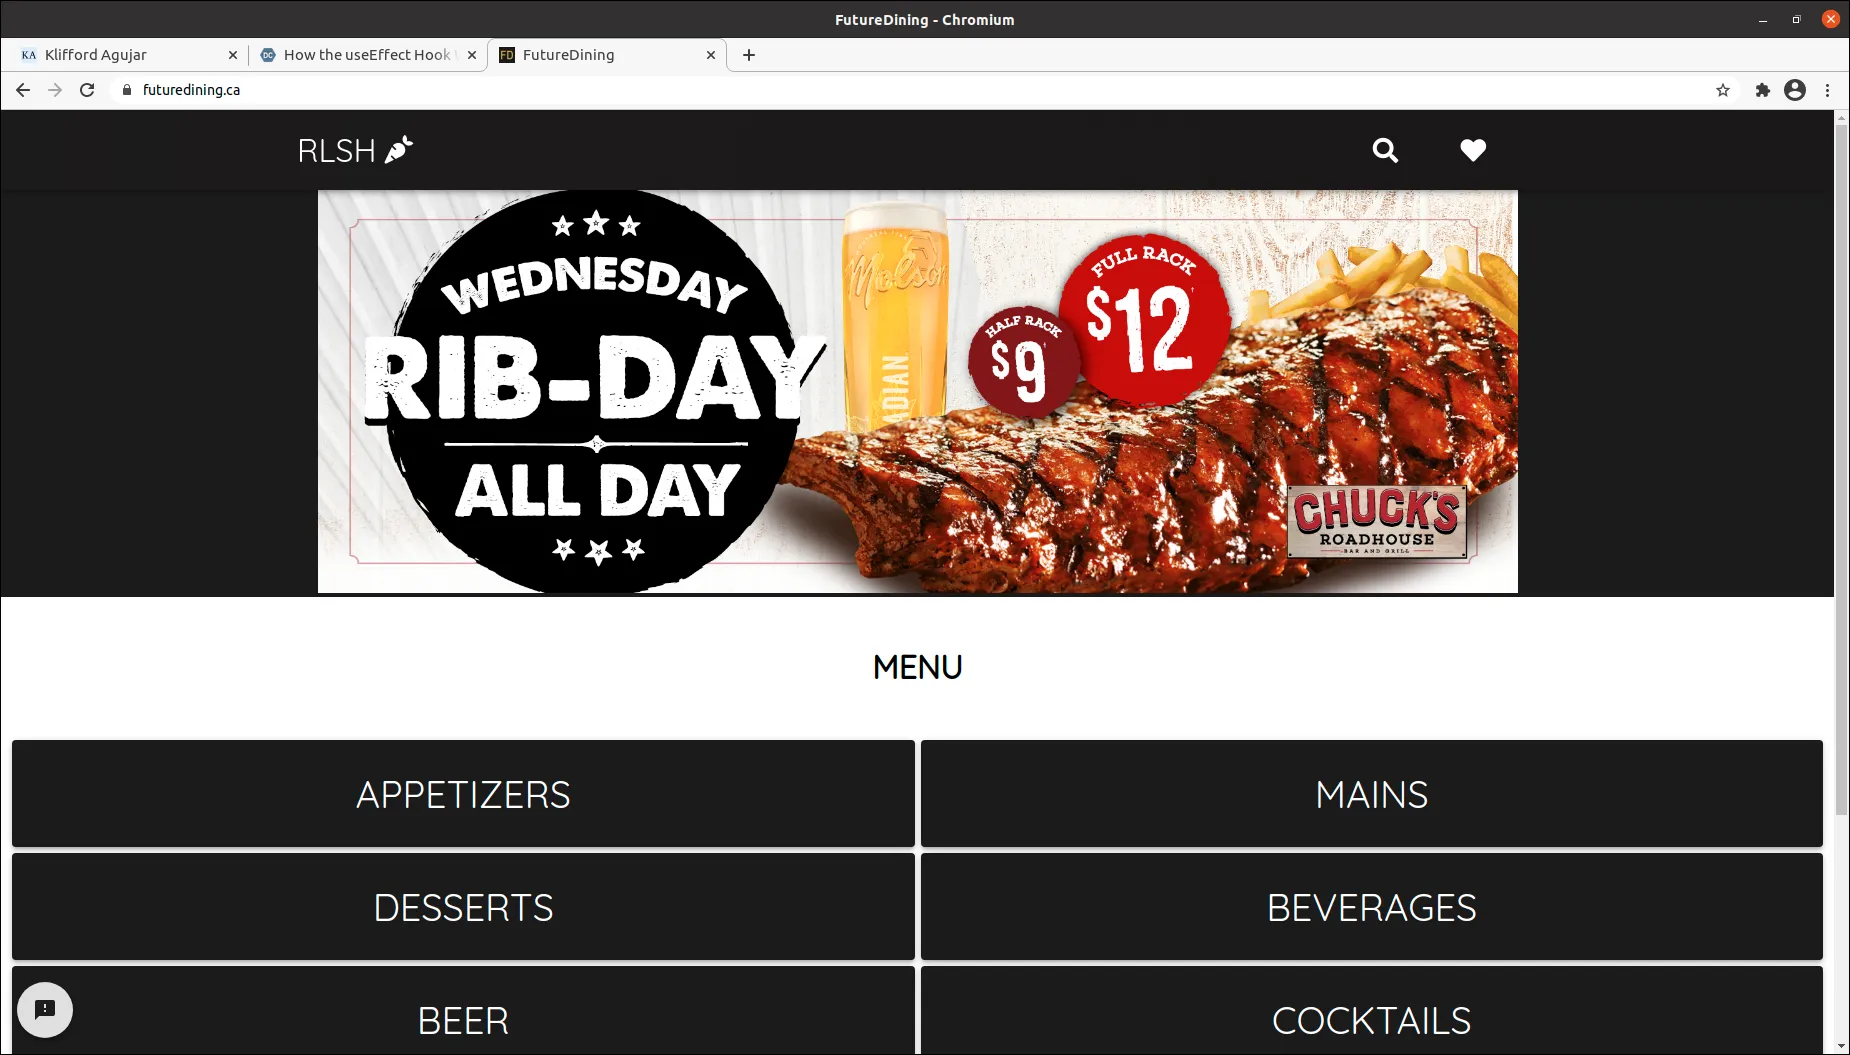 FutureDining - Chromium
KA Klifford Agujar
DC How the useEffect Hook
FD FutureDining
futuredining.ca
RLSH
WEDNESDAY
RIB-DAY
ALL DAY
Molson
ADIAN
HALF RACK
$9
FULL RACK
$12
CHUCK'S
ROADHOUSE
BAR AND GRILL
MENU
APPETIZERS
MAINS
DESSERTS
BEVERAGES
BEER
COCKTAILS